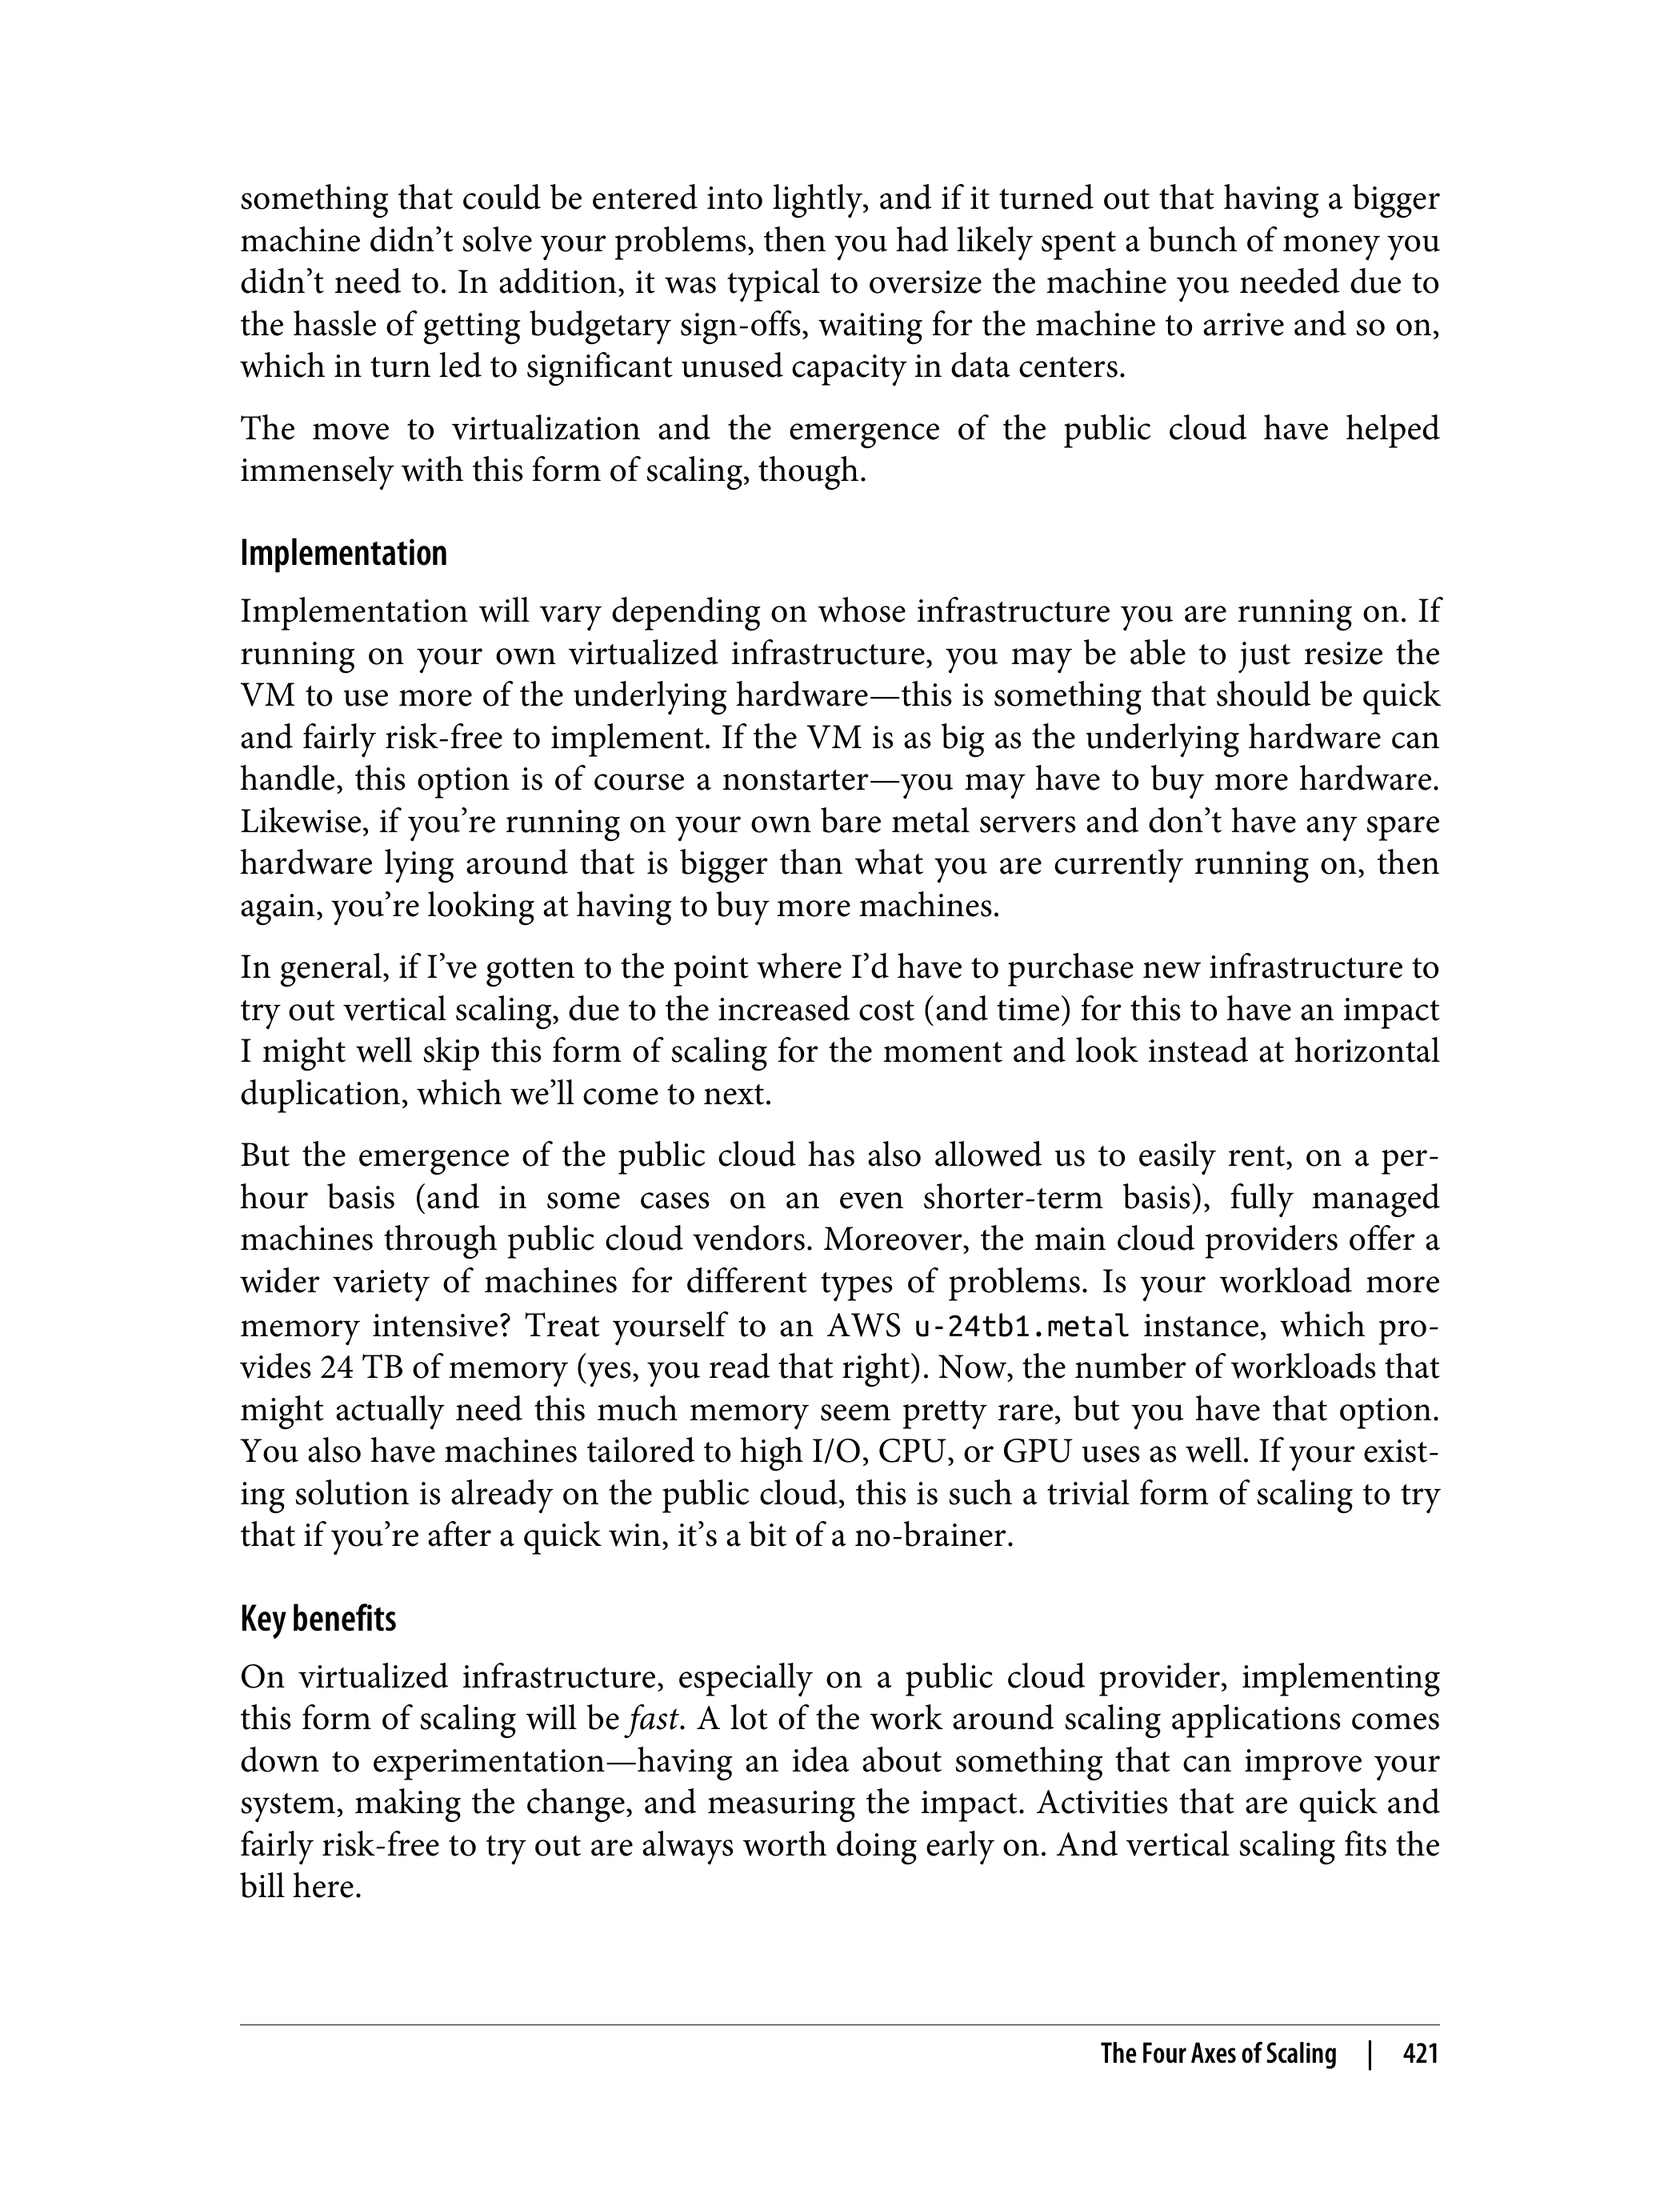 something that could be entered into lightly, and if it turned out that having a bigger
machine didn’t solve your problems, then you had likely spent a bunch of money you
didn’t need to. In addition, it was typical to oversize the machine you needed due to
the hassle of getting budgetary sign-offs, waiting for the machine to arrive and so on,
which in turn led to significant unused capacity in data centers.
The move to virtualization and the emergence of the public cloud have helped
immensely with this form of scaling, though.
Implementation
Implementation will vary depending on whose infrastructure you are running on. If
running on your own virtualized infrastructure, you may be able to just resize the
VM to use more of the underlying hardware—this is something that should be quick
and fairly risk-free to implement. If the VM is as big as the underlying hardware can
handle, this option is of course a nonstarter—you may have to buy more hardware.
Likewise, if you’re running on your own bare metal servers and don’t have any spare
hardware lying around that is bigger than what you are currently running on, then
again, you’re looking at having to buy more machines.
In general, if I’ve gotten to the point where I’d have to purchase new infrastructure to
try out vertical scaling, due to the increased cost (and time) for this to have an impact
I might well skip this form of scaling for the moment and look instead at horizontal
duplication, which we’ll come to next.
But the emergence of the public cloud has also allowed us to easily rent, on a per-
hour basis (and in some cases on an even shorter-term basis), fully managed
machines through public cloud vendors. Moreover, the main cloud providers offer a
wider variety of machines for different types of problems. Is your workload more
memory intensive? Treat yourself to an AWS u-24tb1.metal instance, which pro-
vides 24 TB of memory (yes, you read that right). Now, the number of workloads that
might actually need this much memory seem pretty rare, but you have that option.
You also have machines tailored to high I/O, CPU, or GPU uses as well. If your exist-
ing solution is already on the public cloud, this is such a trivial form of scaling to try
that if you’re after a quick win, it’s a bit of a no-brainer.
Key benefits
On virtualized infrastructure, especially on a public cloud provider, implementing
this form of scaling will be fast. A lot of the work around scaling applications comes
down to experimentation—having an idea about something that can improve your
system, making the change, and measuring the impact. Activities that are quick and
fairly risk-free to try out are always worth doing early on. And vertical scaling fits the
bill here.
The Four Axes of Scaling | 421